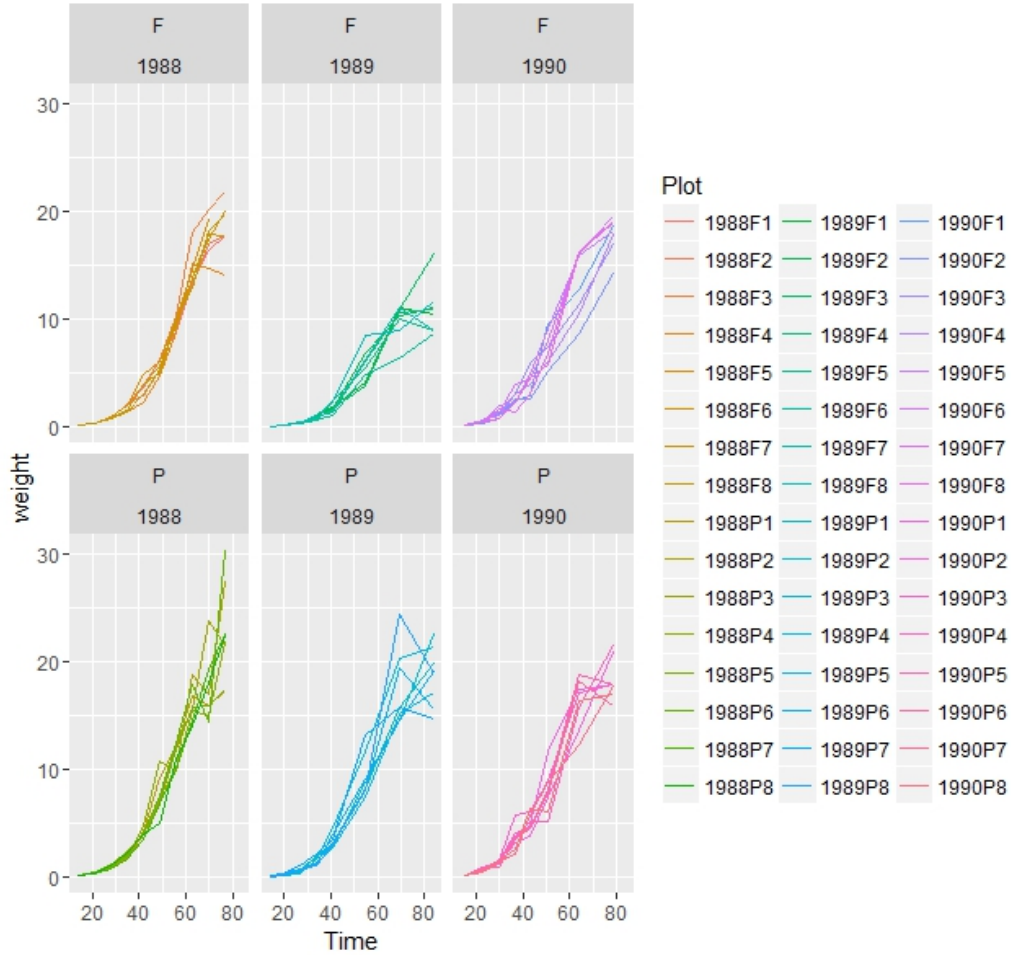 F F F
1988 1989 1990
30
20
10
0
weight
P P P
1988 1989 1990
30
20
10
0
20 40 60 80 20 40 60 80 20 40 60 80
Time
Plot
1988F1 1989F1 1990F1
1988F2 1989F2 1990F2
1988F3 1989F3 1990F3
1988F4 1989F4 1990F4
1988F5 1989F5 1990F5
1988F6 1989F6 1990F6
1988F7 1989F7 1990F7
1988F8 1989F8 1990F8
1988P1 1989P1 1990P1
1988P2 1989P2 1990P2
1988P3 1989P3 1990P3
1988P4 1989P4 1990P4
1988P5 1989P5 1990P5
1988P6 1989P6 1990P6
1988P7 1989P7 1990P7
1988P8 1989P8 1990P8